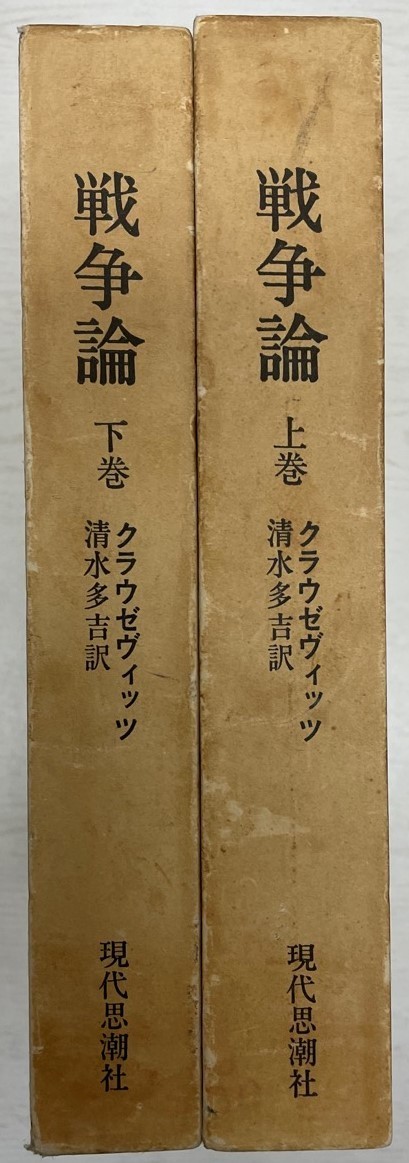 戦争論
上巻
クラウゼヴィッツ
清水多吉訳
現代思潮社
戦争論
下巻
クラウゼヴィッツ
清水多吉訳
現代思潮社